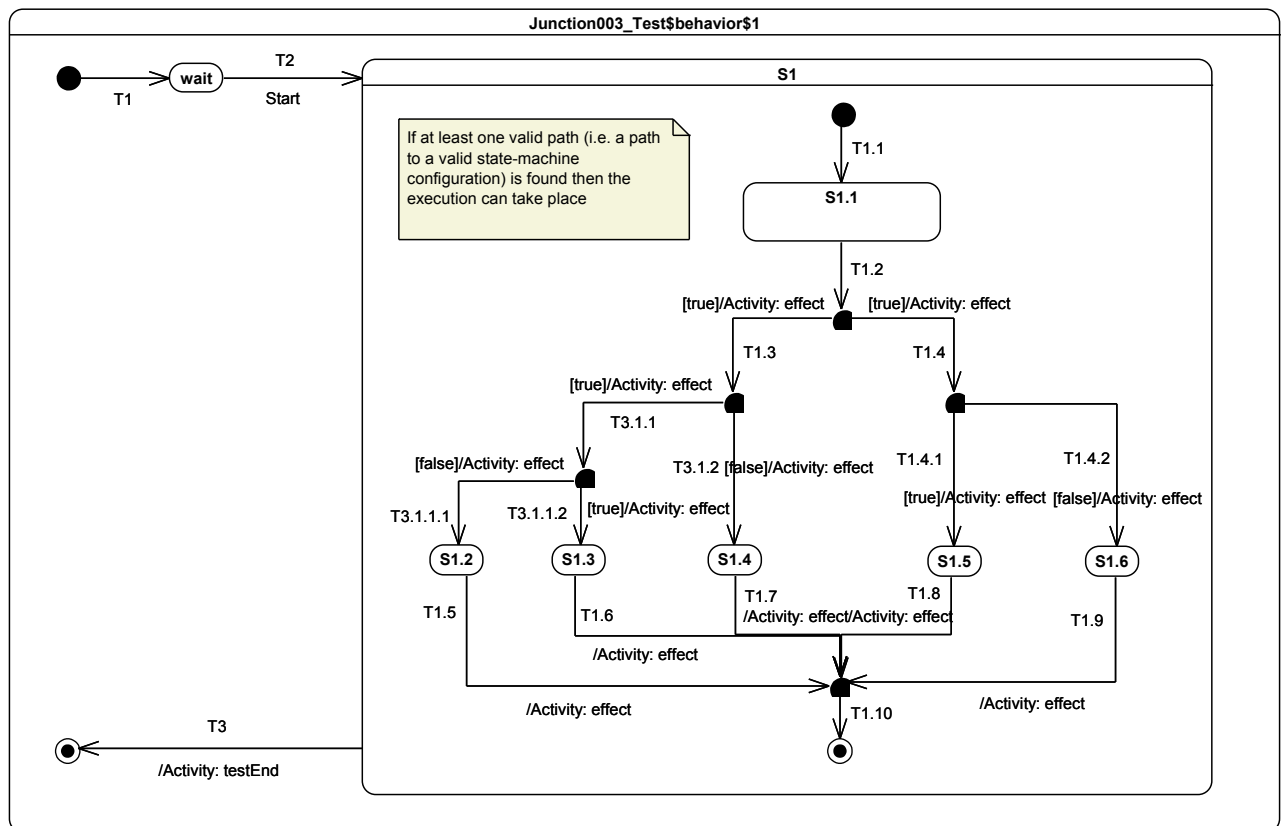 Junction003_Test$behavior$1
T2
S1
wait
T1
Start
If at least one valid path (i.e. a path
to a valid state-machine
configuration) is found then the
execution can take place
T1.1
S1.1
T1.2
[true]/Activity: effect
[true]/Activity: effect
T1.3
T1.4
[true]/Activity: effect
T3.1.1
[false]/Activity: effect
T3.1.2 [false]/Activity: effect
T1.4.1
T1.4.2
[true]/Activity: effect
[false]/Activity: effect
T3.1.1.1
T3.1.1.2
[true]/Activity: effect
S1.2
S1.3
S1.4
S1.5
S1.6
T1.5
T1.6
T1.7
T1.8
/Activity: effect/Activity: effect
T1.9
/Activity: effect
/Activity: effect
T1.10
/Activity: effect
T3
/Activity: testEnd